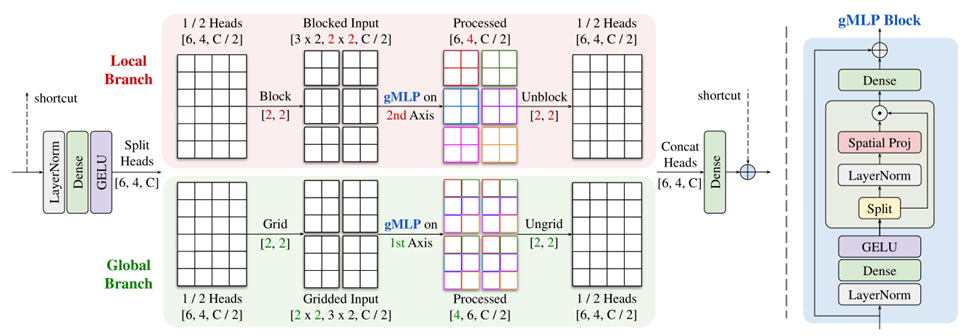 shortcut
LayerNorm
Dense
GELU
Split
Heads
[6, 4, C]
Local
Branch
1 / 2 Heads
[6, 4, C / 2]
Block
[2, 2]
Blocked Input
[3 x 2, 2 x 2, C / 2]
gMLP on
2nd Axis
Processed
[6, 4, C / 2]
Unblock
[2, 2]
1 / 2 Heads
[6, 4, C / 2]
Global
Branch
Grid
[2, 2]
gMLP on
1st Axis
Ungrid
[2, 2]
1 / 2 Heads
[6, 4, C / 2]
Gridded Input
[2 x 2, 3 x 2, C / 2]
Processed
[4, 6, C / 2]
1 / 2 Heads
[6, 4, C / 2]
Concat
Heads
[6, 4, C]
Dense
shortcut
gMLP Block
Dense
Spatial Proj
LayerNorm
Split
GELU
Dense
LayerNorm